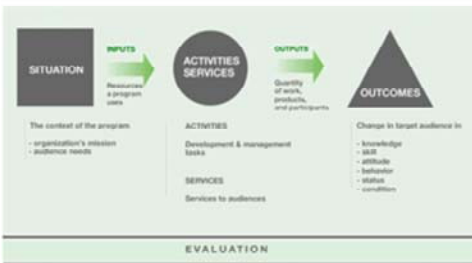 SITUATION
INPUTS
Resources
a program
uses
ACTIVITIES
SERVICES
OUTPUTS
Quantity
of work,
products,
and participants
OUTCOMES
The context of the program
- organization's mission
- audience needs
ACTIVITIES
Development & management
tasks
SERVICES
Services to audiences
Change in target audience in
- knowledge
- skill
- attitude
- behavior
- status
- condition
EVALUATION